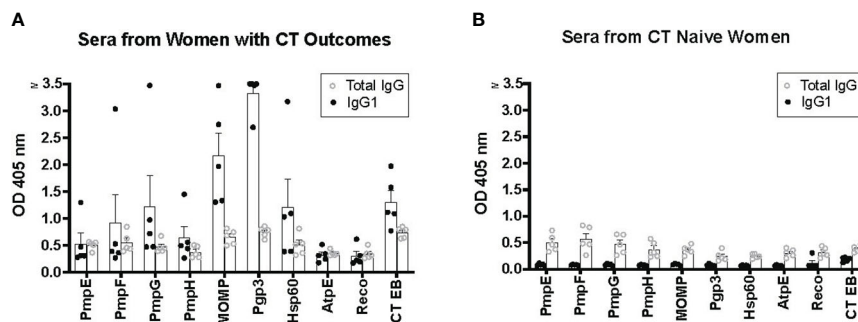 A
Sera from Women with CT Outcomes
OD 405 nm
3.5
3.0
2.5
2.0
1.5
1.0
0.5
0.0
Total IgG
IgG1
PmpE
PmpF
PmpG
PmpH
MOMP
Pgp3
Hsp60
AtpE
Reco
CT EB
B
Sera from CT Naive Women
OD 405 nm
3.5
3.0
2.5
2.0
1.5
1.0
0.5
0.0
Total IgG
IgG1
PmpE
PmpF
PmpG
PmpH
MOMP
Pgp3
Hsp60
AtpE
Reco
CT EB